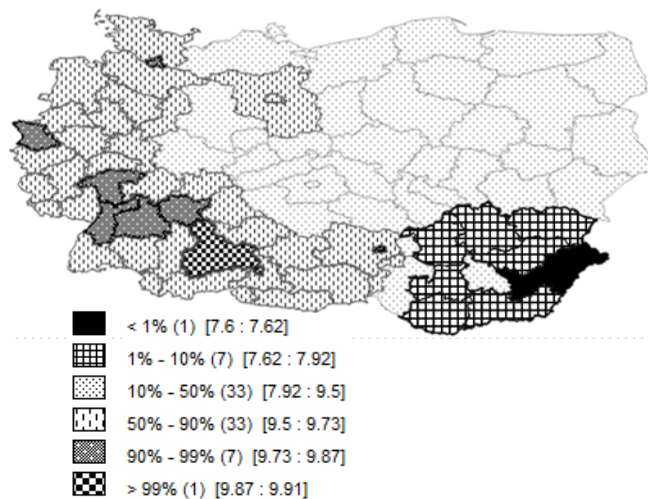 < 1% (1) [7.6 : 7.62]
1% - 10% (7) [7.62 : 7.92]
10% - 50% (33) [7.92 : 9.5]
50% - 90% (33) [9.5 : 9.73]
90% - 99% (7) [9.73 : 9.87]
> 99% (1) [9.87 : 9.91]